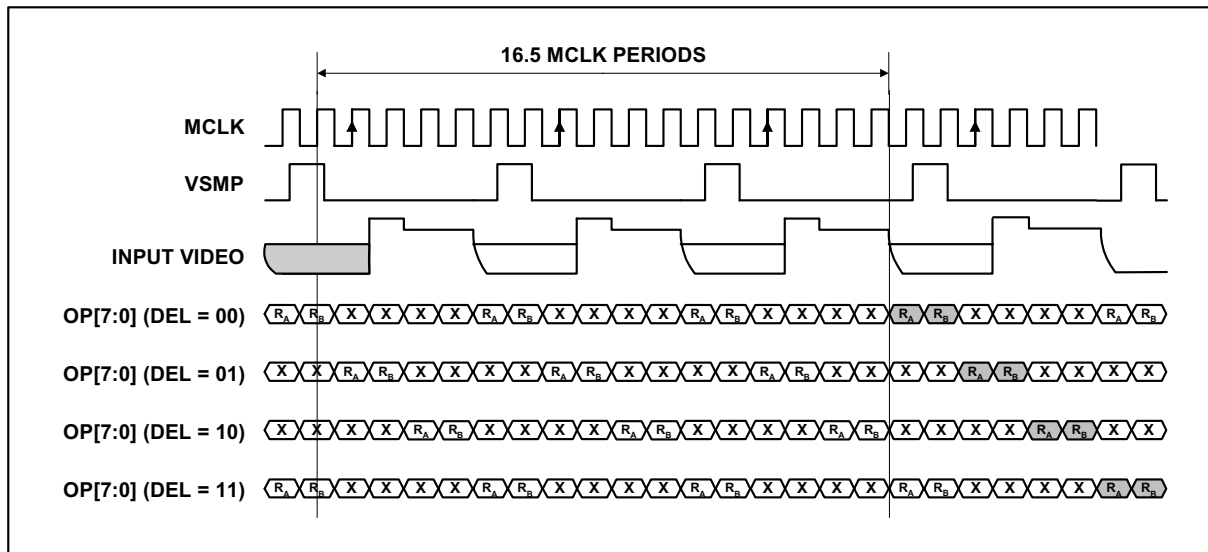 16.5 MCLK PERIODS
MCLK
VSMP
INPUT VIDEO
OP[7:0] (DEL = 00) R_A R_B X X X X R_A R_B X X X X R_A R_B X X X X R_A R_B X X X X R_A R_B
OP[7:0] (DEL = 01) X X R_A R_B X X X X R_A R_B X X X X R_A R_B X X X X R_A R_B X X X X
OP[7:0] (DEL = 10) X X X X R_A R_B X X X X R_A R_B X X X X R_A R_B X X X X R_A R_B X X
OP[7:0] (DEL = 11) R_A R_B X X X X R_A R_B X X X X R_A R_B X X X X R_A R_B X X X X R_A R_B